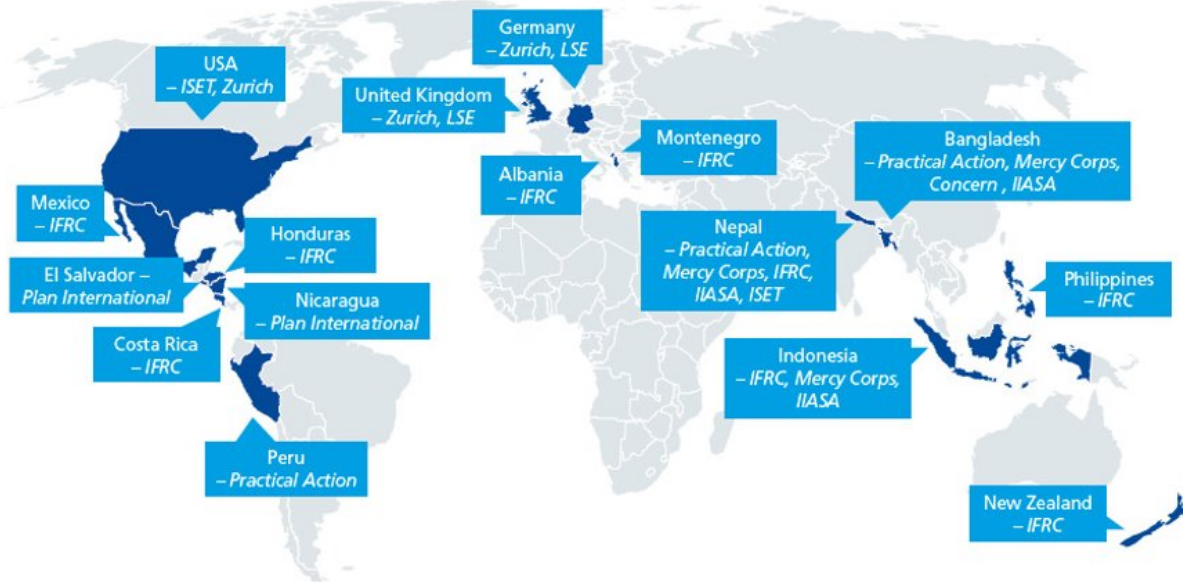 Germany
– Zurich, LSE
USA
– ISET, Zurich
United Kingdom
– Zurich, LSE
Montenegro
– IFRC
Bangladesh
– Practical Action, Mercy Corps,
Concern , IIASA
Albania
– IFRC
Mexico
– IFRC
Honduras
– IFRC
Nepal
– Practical Action,
Mercy Corps, IFRC,
IIASA, ISET
El Salvador –
Plan International
Nicaragua
– Plan International
Philippines
– IFRC
Costa Rica
– IFRC
Indonesia
– IFRC, Mercy Corps,
IIASA
Peru
– Practical Action
New Zealand
– IFRC